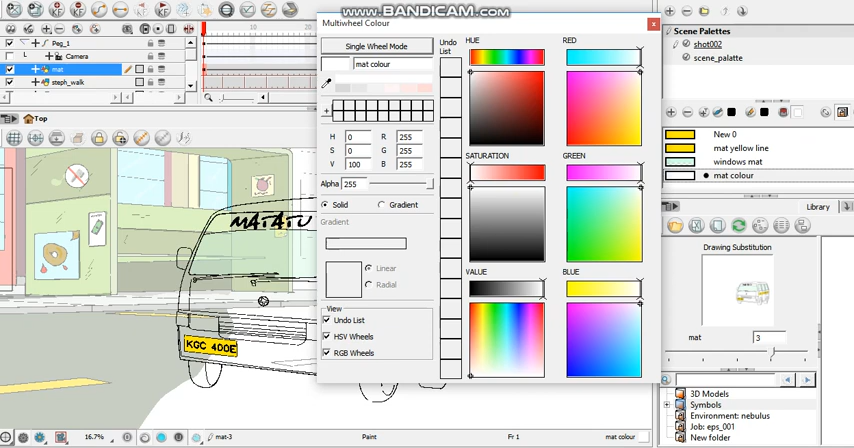 www.BANDICAM.com
Multiwheel Colour
Single Wheel Mode
mat colour
H 0 R 255
S 0 G 255
V 100 B 255
Alpha 255
Solid Gradient
Gradient
Linear
Radial
View
Undo List
HSV Wheels
RGB Wheels
Undo
List
HUE
RED
SATURATION
GREEN
VALUE
BLUE
Peg_1
Camera
mat
steph_walk
10
20
Top
MATATU
KGC 400E
16.7%
mat-3
Paint
Fr 1
mat colour
Scene Palettes
shot002
scene_palette
New 0
mat yellow line
windows mat
mat colour
Library
Drawing Substitution
mat 3
3D Models
Symbols
Environment: nebulus
Job: eps_001
New folder